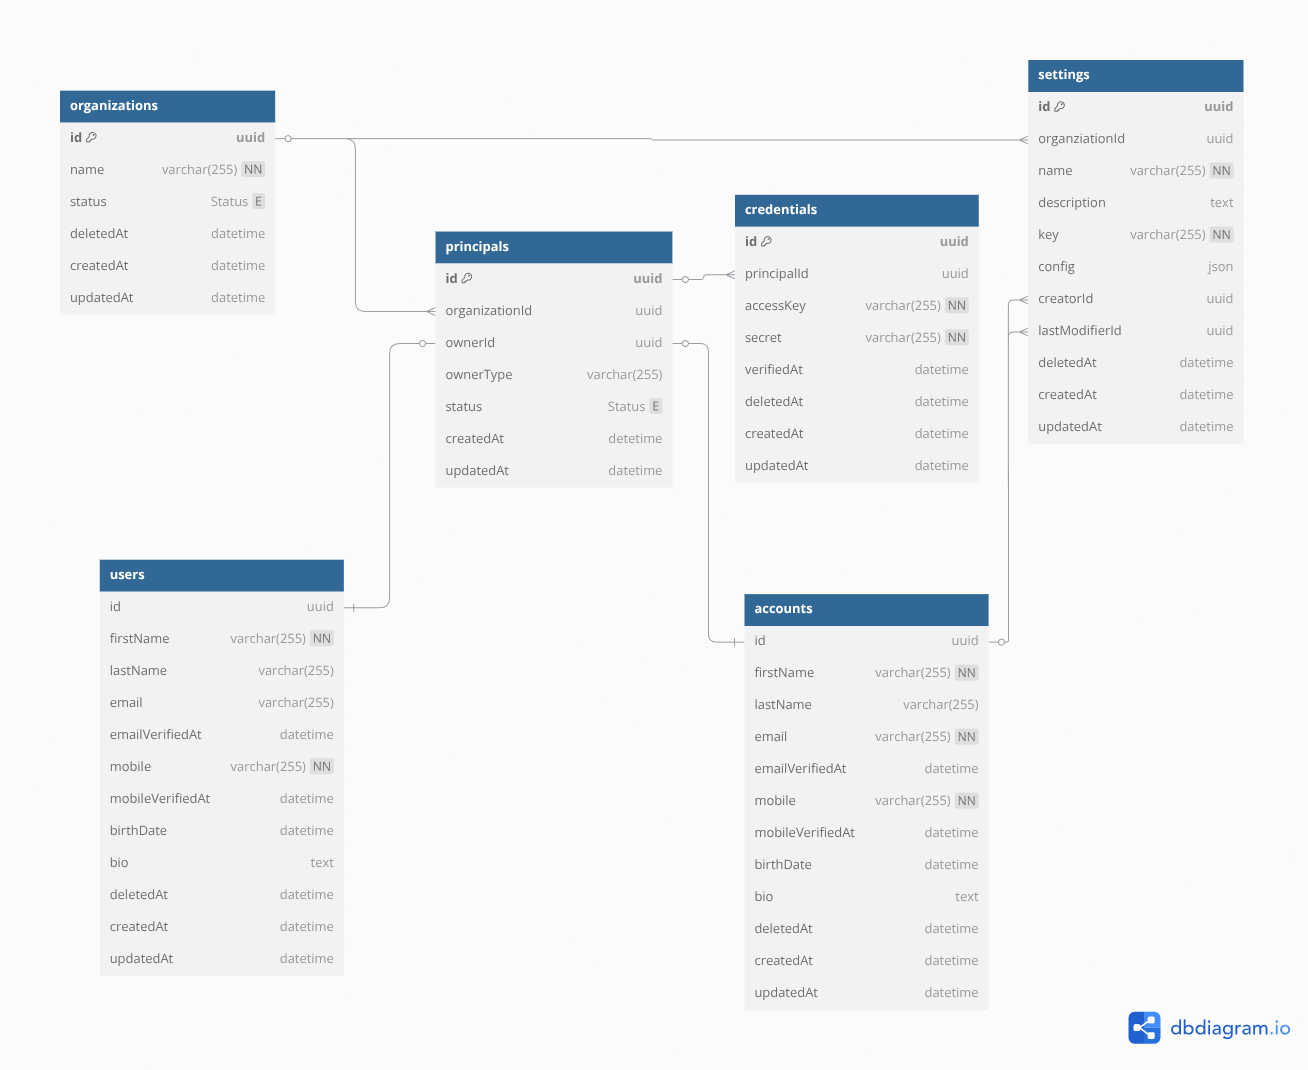 organizations
id uuid
name varchar(255) NN
status Status E
deletedAt datetime
createdAt datetime
updatedAt datetime
principals
id uuid
organizationId uuid
ownerId uuid
ownerType varchar(255)
status Status E
createdAt detetime
updatedAt datetime
credentials
id uuid
principalId uuid
accessKey varchar(255) NN
secret varchar(255) NN
verifiedAt datetime
deletedAt datetime
createdAt datetime
updatedAt datetime
settings
id uuid
organziationId uuid
name varchar(255) NN
description text
key varchar(255) NN
config json
creatorId uuid
lastModifierId uuid
deletedAt datetime
createdAt datetime
updatedAt datetime
users
id uuid
firstName varchar(255) NN
lastName varchar(255)
email varchar(255)
emailVerifiedAt datetime
mobile varchar(255) NN
mobileVerifiedAt datetime
birthDate datetime
bio text
deletedAt datetime
createdAt datetime
updatedAt datetime
accounts
id uuid
firstName varchar(255) NN
lastName varchar(255)
email varchar(255) NN
emailVerifiedAt datetime
mobile varchar(255) NN
mobileVerifiedAt datetime
birthDate datetime
bio text
deletedAt datetime
createdAt datetime
updatedAt datetime
dbdiagram.io